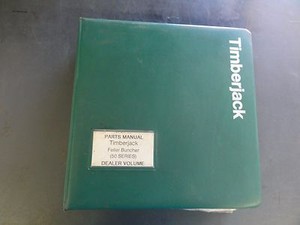 Timberjack
PARTS MANUAL
Timberjack
Feller Buncher
(60 SERIES)
DEALER VOLUME